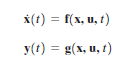 ẋ(t) = f(x, u, t)
y(t) = g(x, u, t)